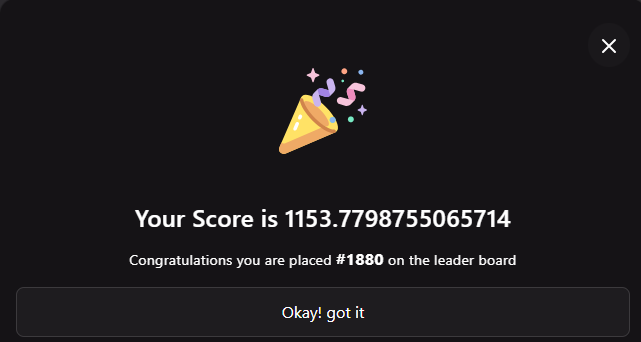 Your Score is 1153.7798755065714
Congratulations you are placed #1880 on the leader board
Okay! got it